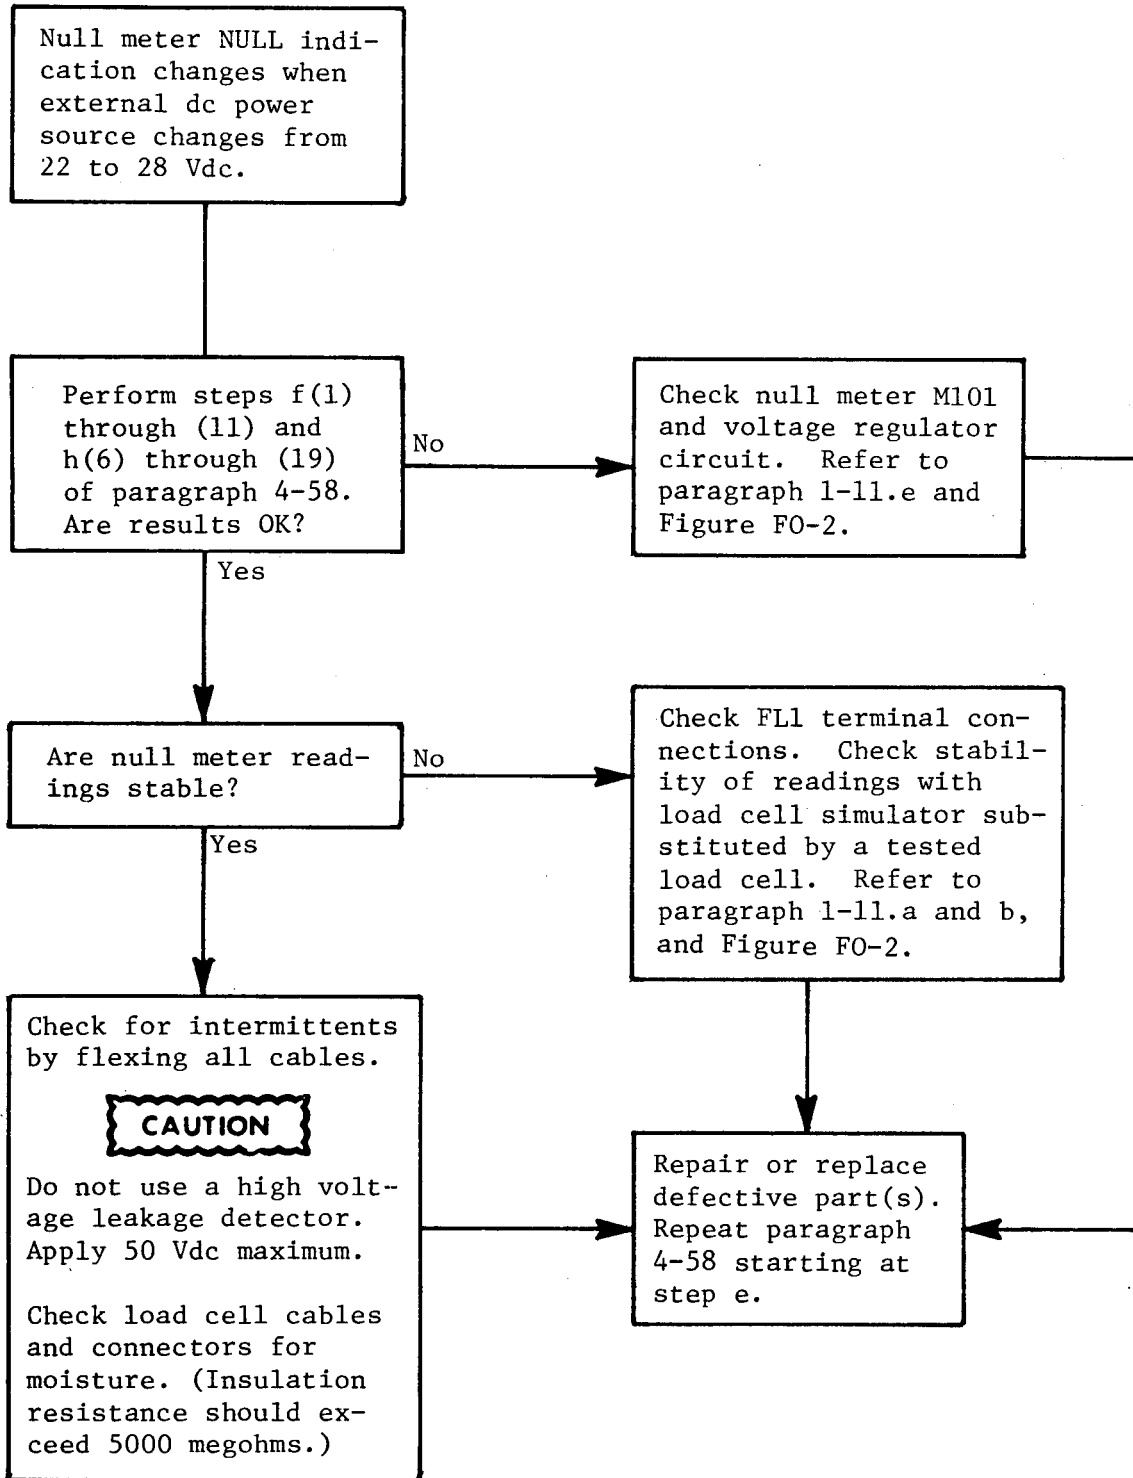 Null meter NULL indi-
cation changes when
external dc power
source changes from
22 to 28 Vdc.
Perform steps f(1)
through (11) and
h(6) through (19)
of paragraph 4-58.
Are results OK?
No
Check null meter M101
and voltage regulator
circuit. Refer to
paragraph 1-11.e and
Figure FO-2.
Yes
Are null meter read-
ings stable?
No
Check FL1 terminal con-
nections. Check stabil-
ity of readings with
load cell simulator sub-
stituted by a tested
load cell. Refer to
paragraph 1-11.a and b,
and Figure FO-2.
Yes
Check for intermittents
by flexing all cables.
CAUTION
Do not use a high volt-
age leakage detector.
Apply 50 Vdc maximum.
Check load cell cables
and connectors for
moisture. (Insulation
resistance should ex-
ceed 5000 megohms.)
Repair or replace
defective part(s).
Repeat paragraph
4-58 starting at
step e.